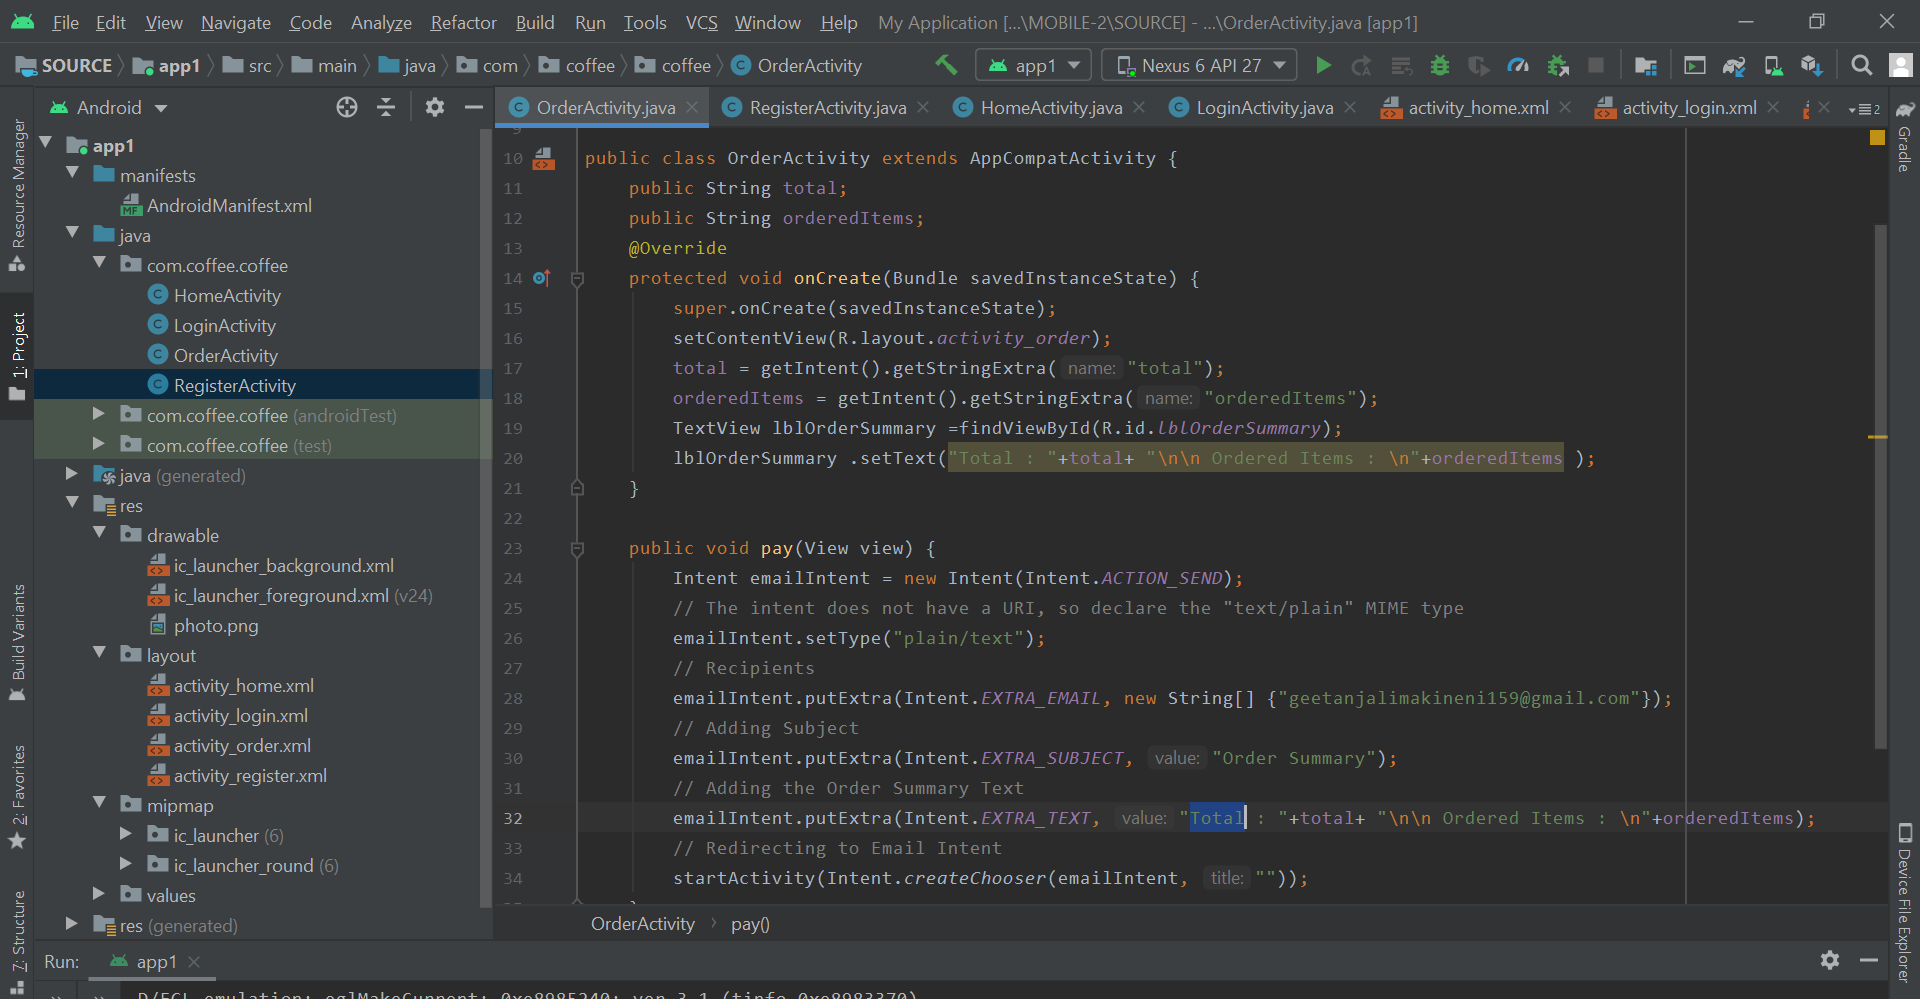 File Edit View Navigate Code Analyze Refactor Build Run Tools VCS Window Help My Application [...\MOBILE-2\SOURCE] - ...\OrderActivity.java [app1]
SOURCE app1 src main java com coffee coffee OrderActivity app1 Nexus 6 API 27
Android
OrderActivity.java RegisterActivity.java HomeActivity.java LoginActivity.java activity_home.xml activity_login.xml 2
Resource Manager
1: Project
Build Variants
2: Favorites
7: Structure
app1
manifests
AndroidManifest.xml
java
com.coffee.coffee
HomeActivity
LoginActivity
OrderActivity
RegisterActivity
com.coffee.coffee (androidTest)
com.coffee.coffee (test)
java (generated)
res
drawable
ic_launcher_background.xml
ic_launcher_foreground.xml (v24)
photo.png
layout
activity_home.xml
activity_login.xml
activity_order.xml
activity_register.xml
mipmap
ic_launcher (6)
ic_launcher_round (6)
values
res (generated)
10 public class OrderActivity extends AppCompatActivity {
11 public String total;
12 public String orderedItems;
13 @Override
14 protected void onCreate(Bundle savedInstanceState) {
15 super.onCreate(savedInstanceState);
16 setContentView(R.layout.activity_order);
17 total = getIntent().getStringExtra( name: "total");
18 orderedItems = getIntent().getStringExtra( name: "orderedItems");
19 TextView lblOrderSummary =findViewById(R.id.lblOrderSummary);
20 lblOrderSummary .setText("Total : "+total+ "\n\n Ordered Items : \n"+orderedItems );
21 }
22
23 public void pay(View view) {
24 Intent emailIntent = new Intent(Intent.ACTION_SEND);
25 // The intent does not have a URI, so declare the "text/plain" MIME type
26 emailIntent.setType("plain/text");
27 // Recipients
28 emailIntent.putExtra(Intent.EXTRA_EMAIL, new String[] {"geetanjalimakineni159@gmail.com"});
29 // Adding Subject
30 emailIntent.putExtra(Intent.EXTRA_SUBJECT, value: "Order Summary");
31 // Adding the Order Summary Text
32 emailIntent.putExtra(Intent.EXTRA_TEXT, value: "Total : "+total+ "\n\n Ordered Items : \n"+orderedItems);
33 // Redirecting to Email Intent
34 startActivity(Intent.createChooser(emailIntent, title: ""));
OrderActivity pay()
Gradle
Device File Explorer
Run: app1
D/EGL_emulation: eglMakeCurrent: 0xe8985240: ver 3 1 (tinfo 0xe8983370)